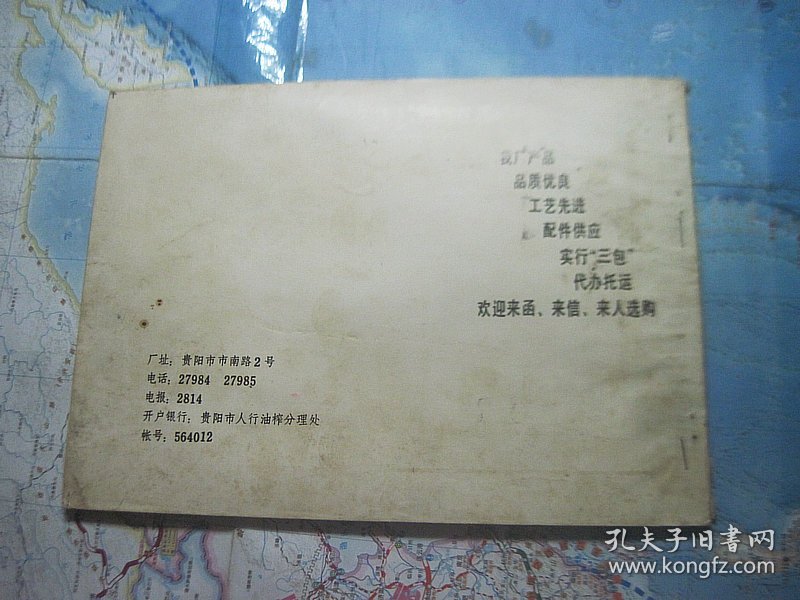 我厂产品
品质优良
工艺先进
配件供应
实行“三包”
代办托运
欢迎来函、来信、来人选购
厂址：贵阳市市南路2号
电话：27984 27985
电报：2814
开户银行：贵阳市人行油榨分理处
帐号：564012
孔夫子旧书网
www.kongfz.com